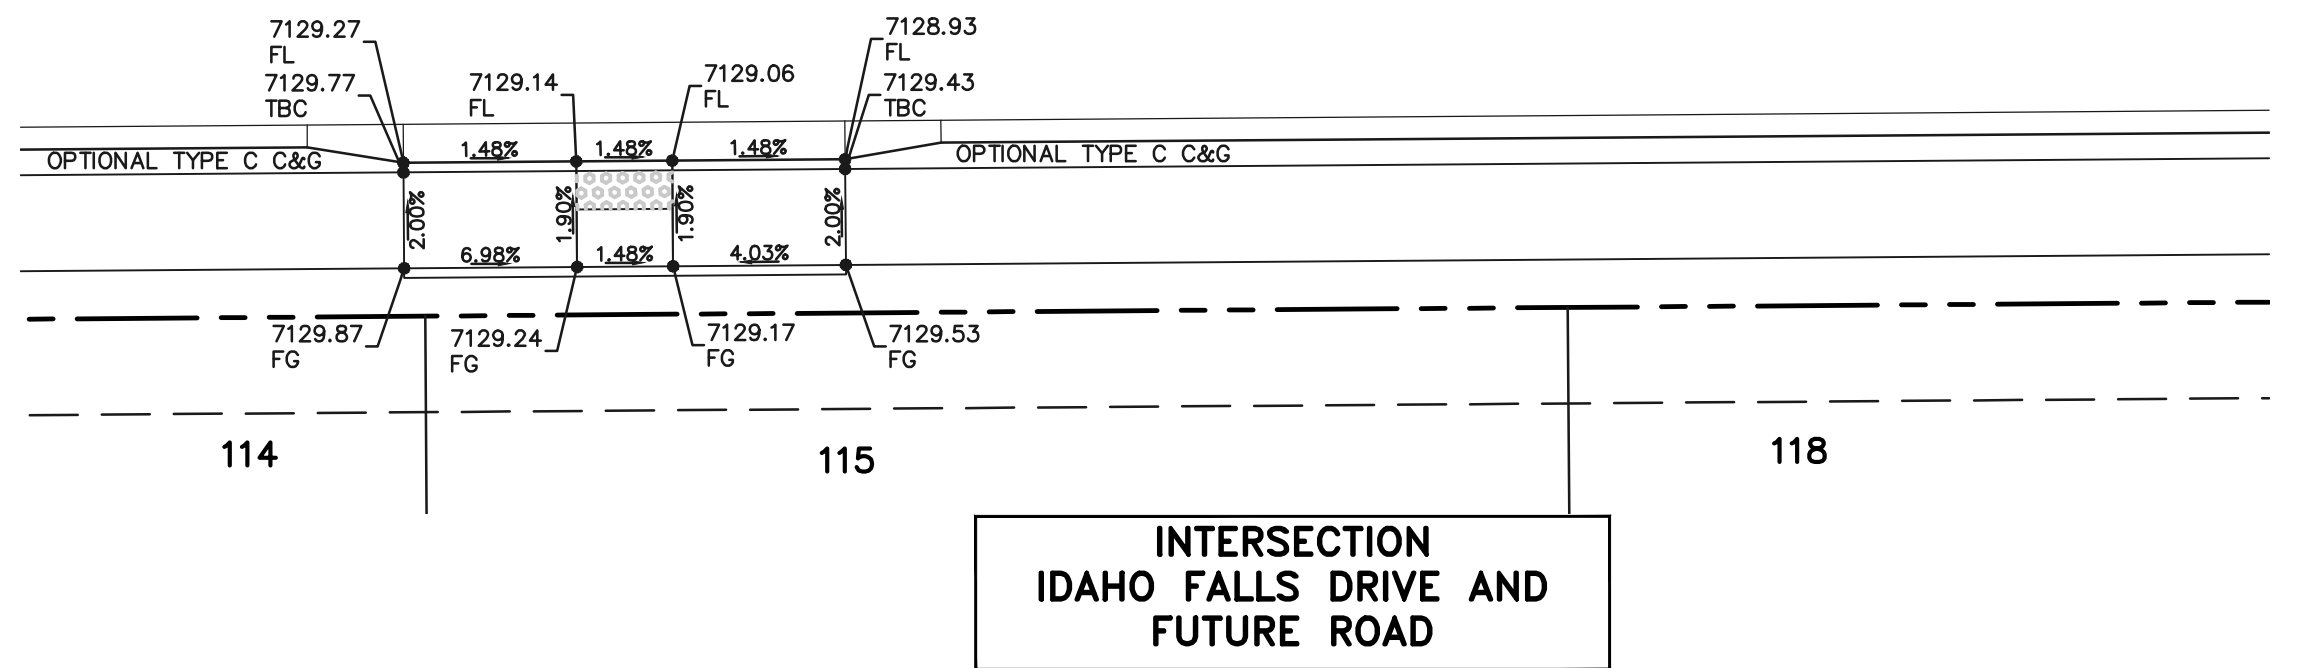 7129.27
FL
7129.77
TBC
7129.14
FL
7129.06
FL
7128.93
FL
7129.43
TBC
OPTIONAL TYPE C C&G
1.48%
1.48%
1.48%
OPTIONAL TYPE C C&G
2.00%
1.90%
1.90%
2.00%
6.98%
1.48%
4.03%
7129.87
FG
7129.24
FG
7129.17
FG
7129.53
FG
114
115
118
INTERSECTION
IDAHO FALLS DRIVE AND
FUTURE ROAD